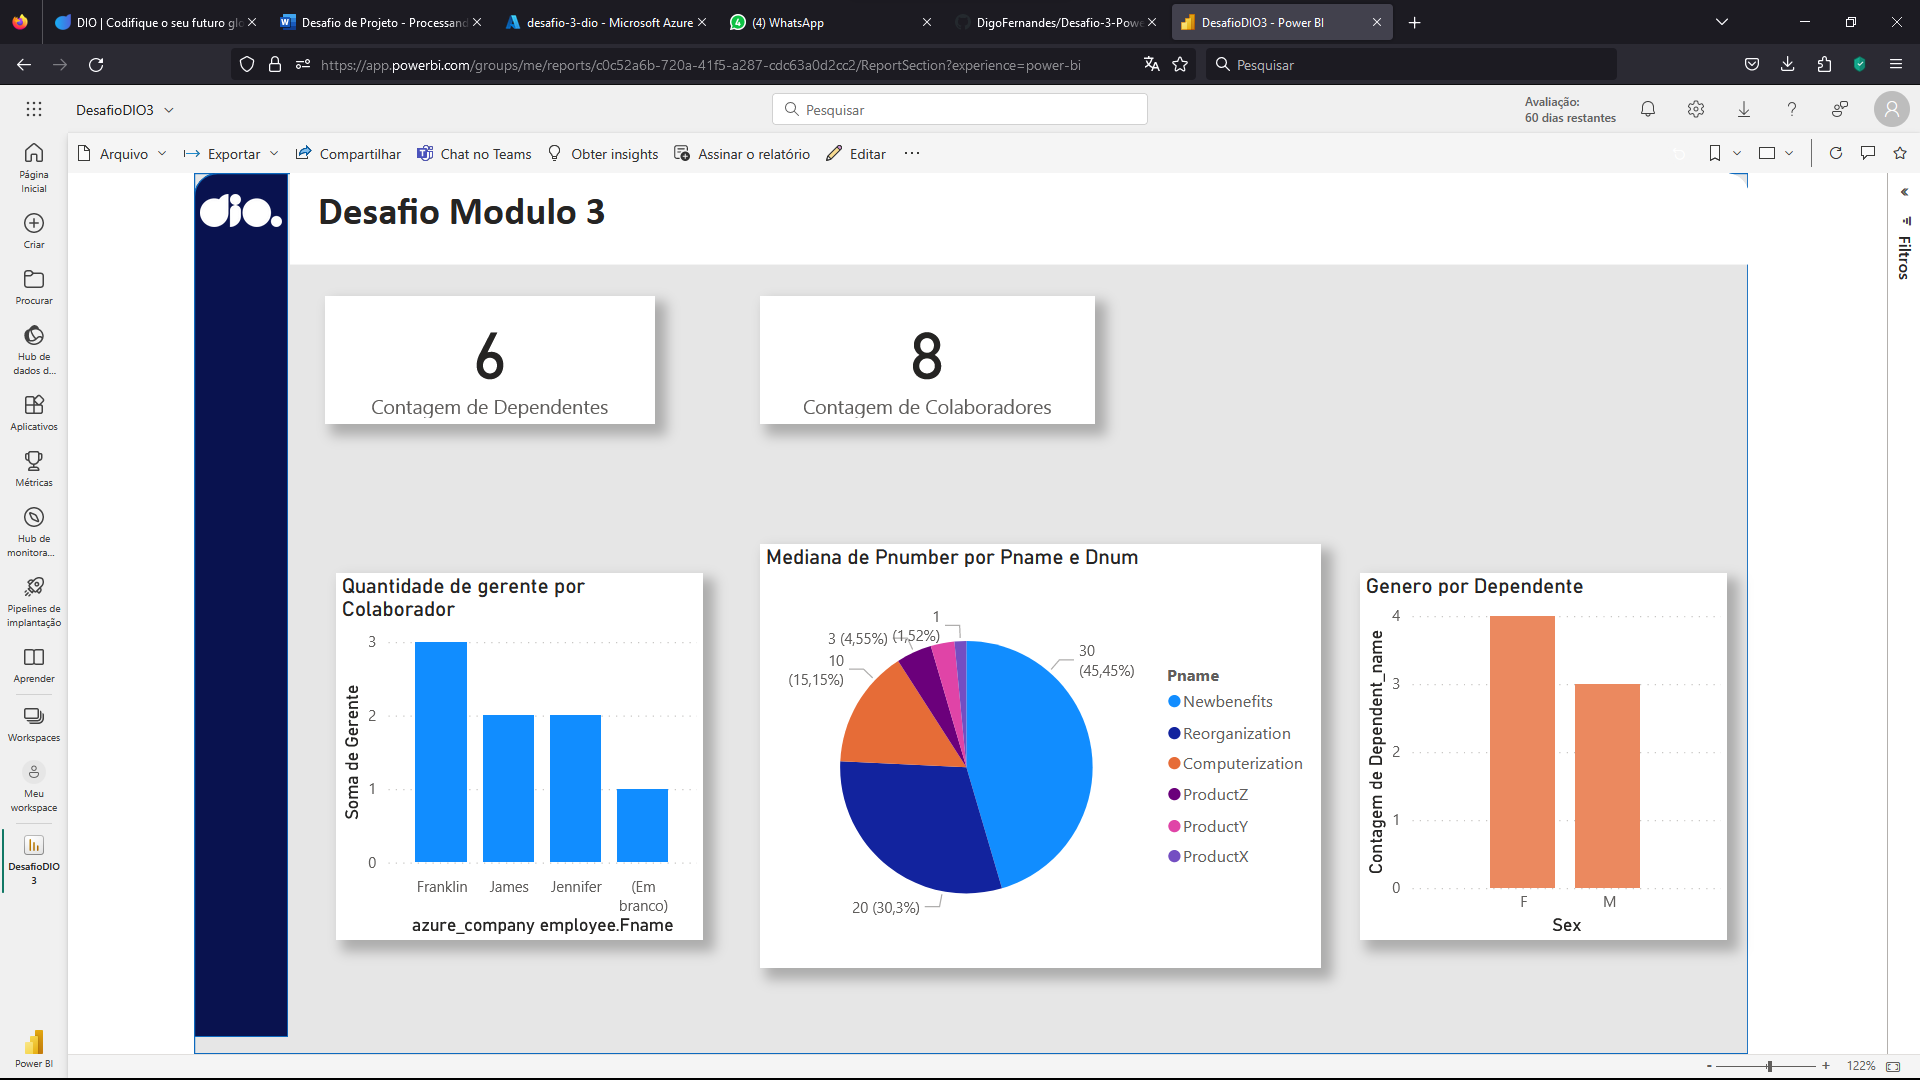 DIO | Codifique o seu futuro glo
Desafio de Projeto - Processand
desafio-3-dio - Microsoft Azure
(4) WhatsApp
DigoFernandes/Desafio-3-Powe
DesafioDIO3 - Power BI
https://app.powerbi.com/groups/me/reports/c0c52a6b-720a-41f5-a287-cdc63a0d2cc2/ReportSection?experience=power-bi
Pesquisar
DesafioDIO3
Pesquisar
Avaliação:
60 dias restantes
Arquivo
Exportar
Compartilhar
Chat no Teams
Obter insights
Assinar o relatório
Editar
Página
Inicial
Criar
Procurar
Hub de
dados d...
Aplicativos
Métricas
Hub de
monitora...
Pipelines de
implantação
Aprender
Workspaces
Meu
workspace
DesafioDIO
3
Power BI
dio.
Desafio Modulo 3
6
Contagem de Dependentes
8
Contagem de Colaboradores
Quantidade de gerente por
Colaborador
Soma de Gerente
3
2
1
0
Franklin
James
Jennifer
(Em
branco)
azure_company employee.Fname
Mediana de Pnumber por Pname e Dnum
1
(1,52%)
3 (4,55%)
10
(15,15%)
30
(45,45%)
20 (30,3%)
Pname
Newbenefits
Reorganization
Computerization
ProductZ
ProductY
ProductX
Genero por Dependente
Contagem de Dependent_name
4
3
2
1
0
F
M
Sex
Filtros
- + 122%